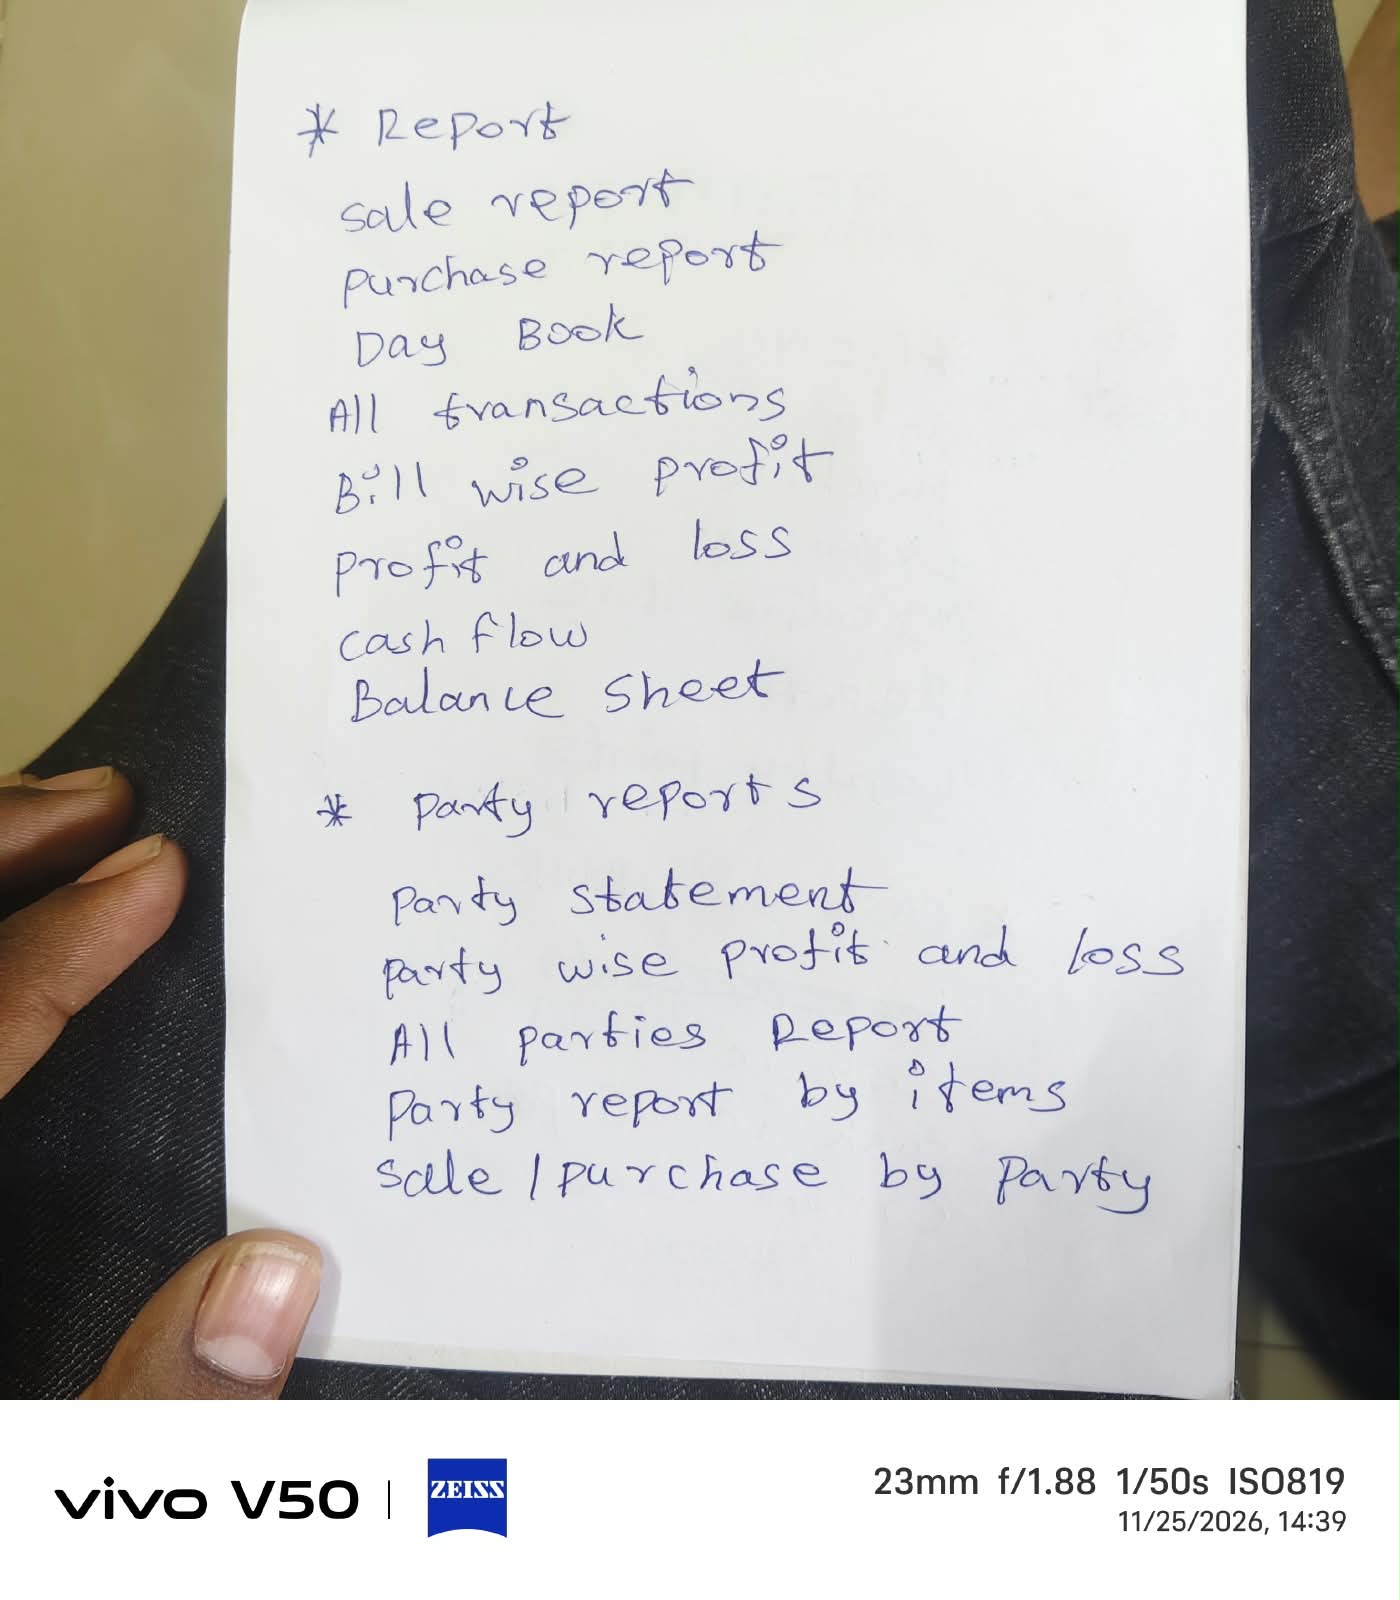 * Report
sale report
purchase report
Day Book
All transactions
Bill wise profit
profit and loss
cash flow
Balance sheet
* party reports
party statement
party wise profit and loss
All parties Report
Party report by items
sale / purchase by party
vivo V50 | ZEISS
23mm f/1.88 1/50s ISO819
11/25/2026, 14:39